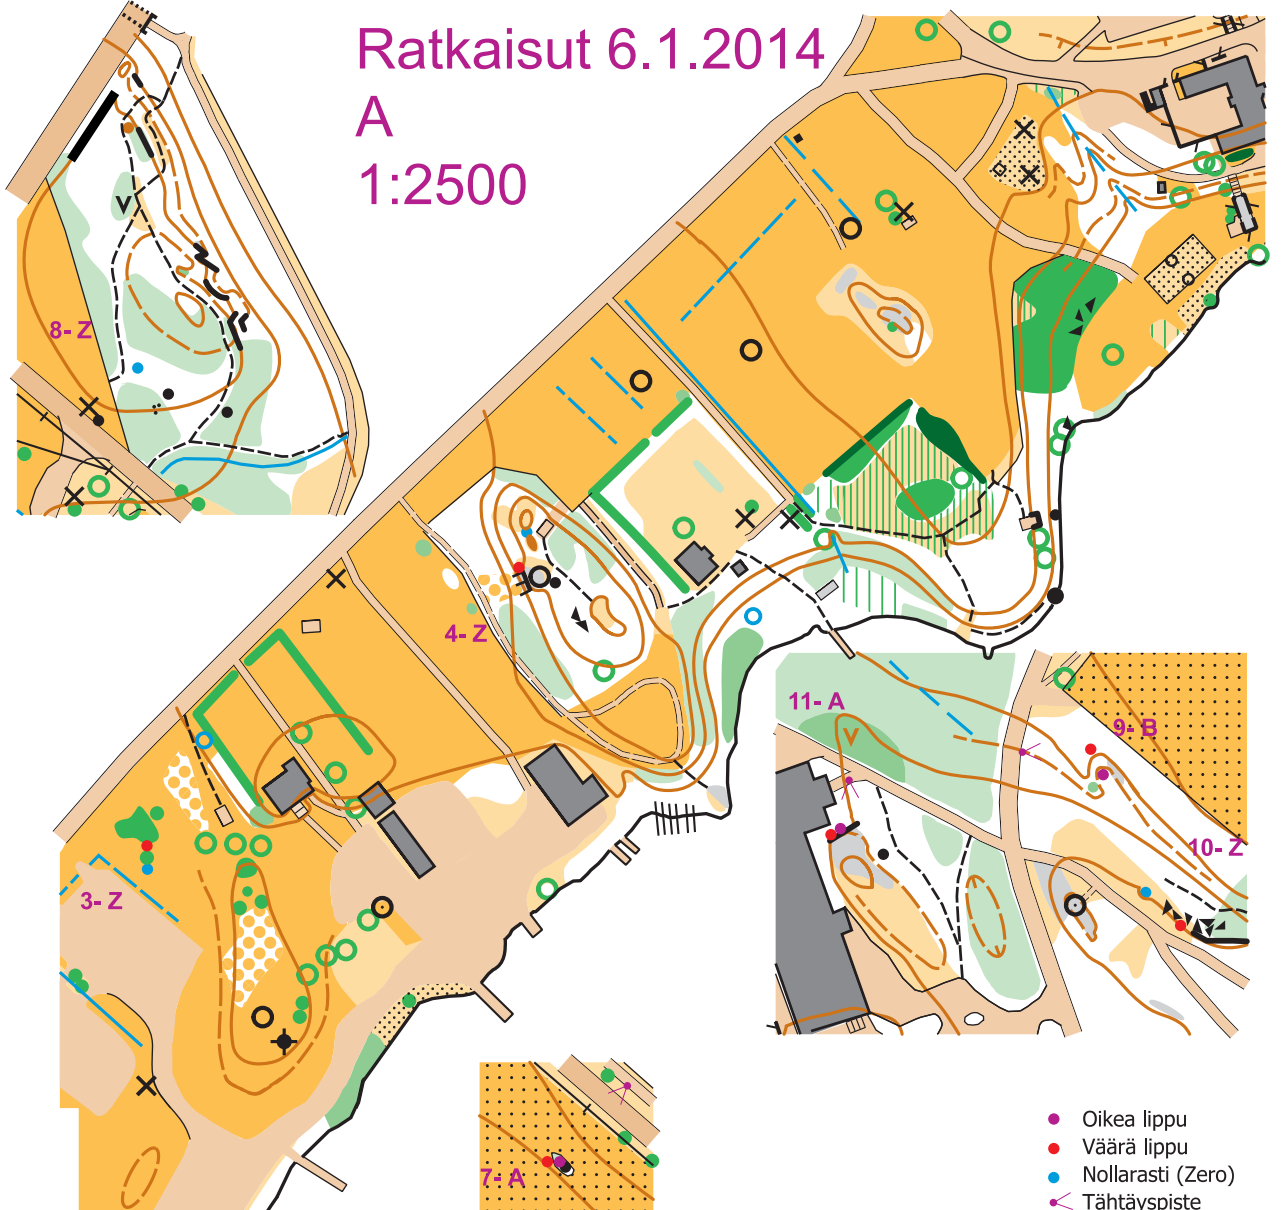 Ratkaisut 6.1.2014
A
1:2500
8- Z
4- Z
11- A
9- B
10- Z
3- Z
7- A
Oikea lippu
Väärä lippu
Nollarasti (Zero)
Tähtäyspiste